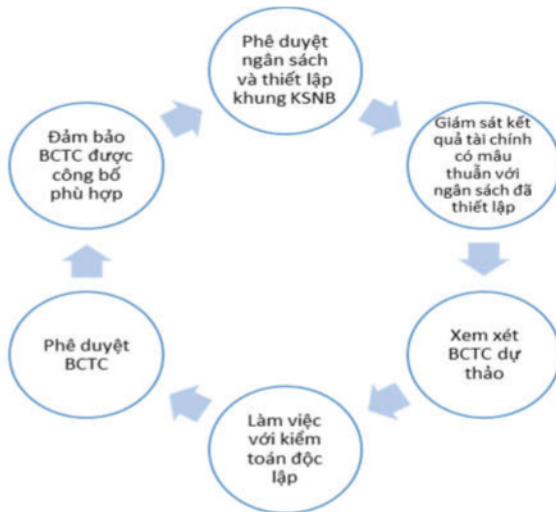 Phê duyệt
ngân sách
và thiết lập
khung KSNB
Giám sát kết
quả tài chính
có mâu
thuẫn với
ngân sách đã
thiết lập
Xem xét
BCTC dự
thảo
Làm việc
với kiểm
toán độc
lập
Phê duyệt
BCTC
Đảm bảo
BCTC được
công bố
phù hợp